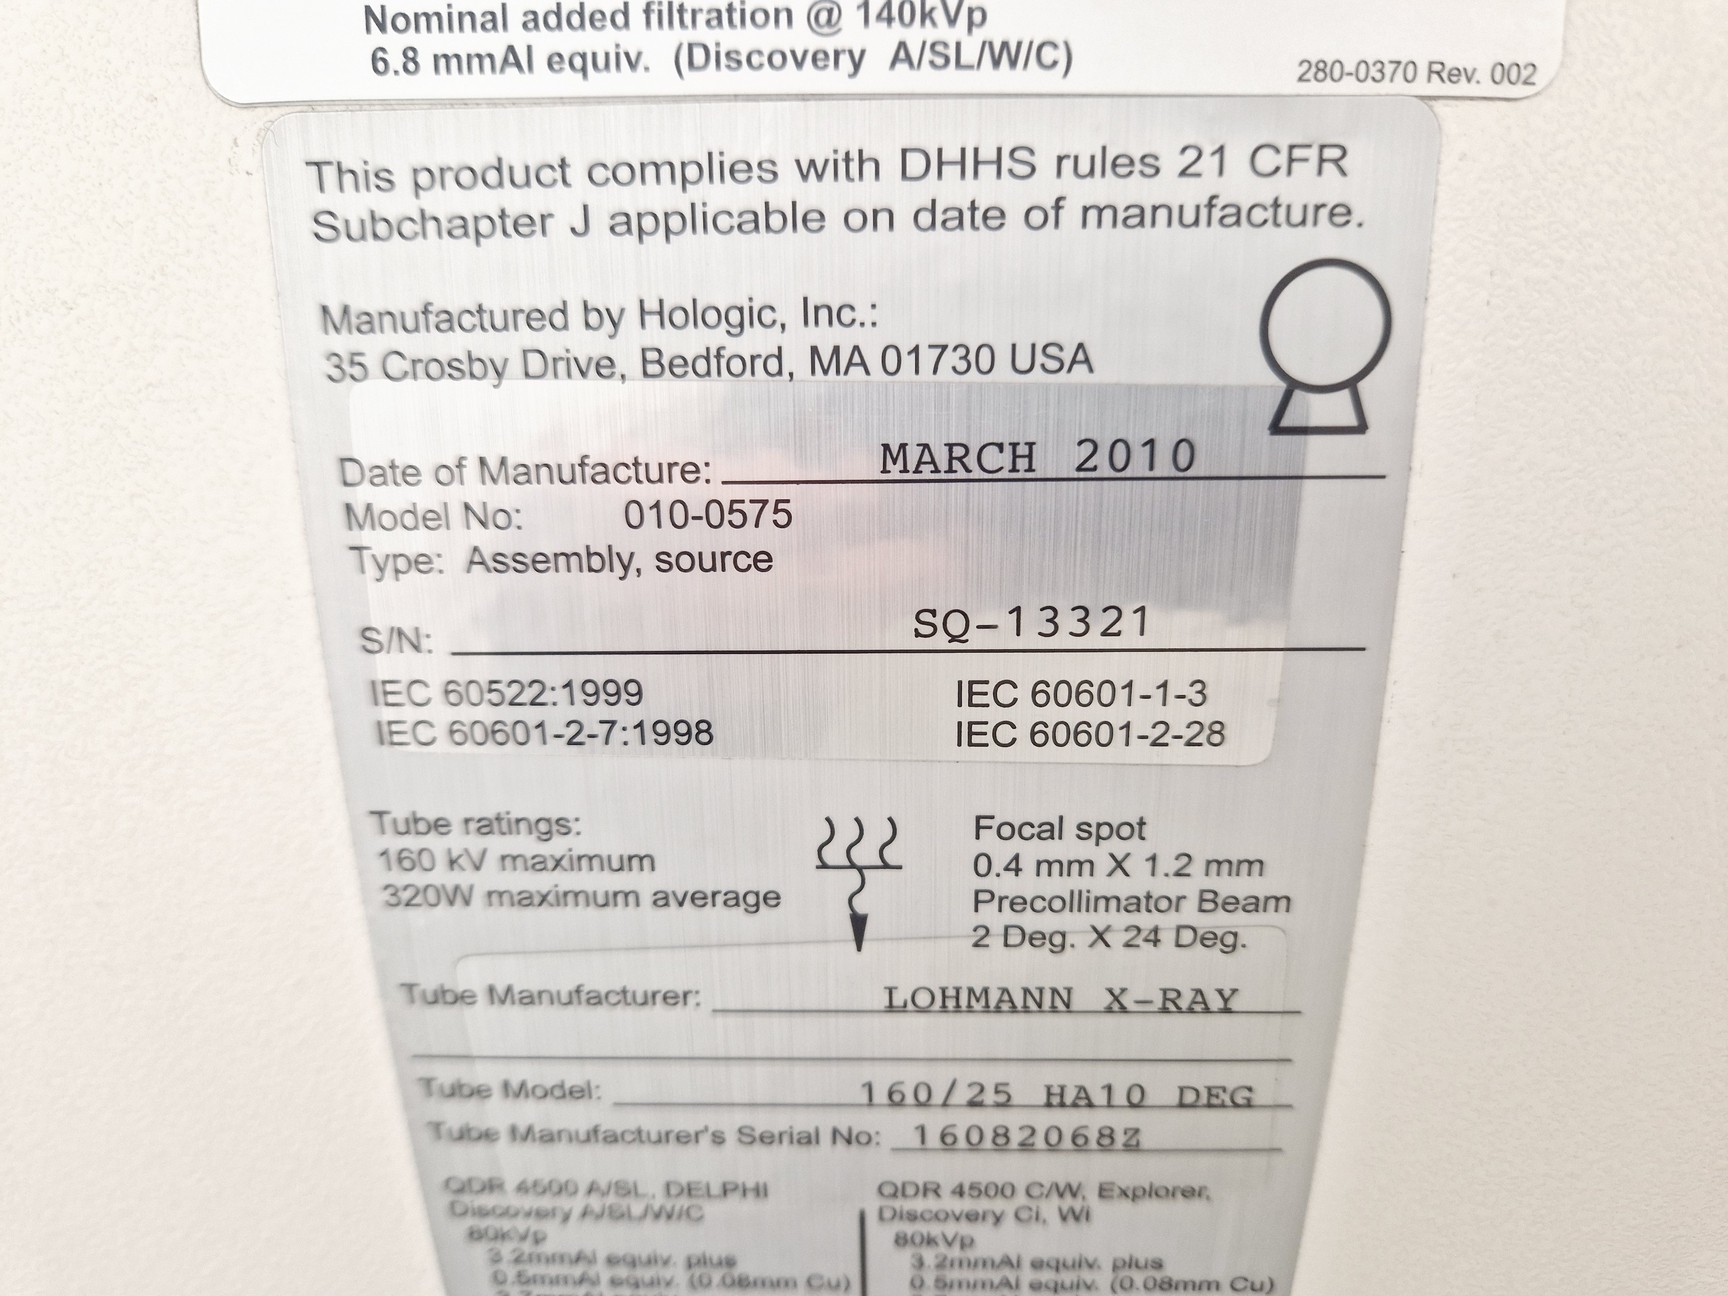 Nominal added filtration @ 140kVp
6.8 mmAl equiv. (Discovery A/SL/W/C)
280-0370 Rev. 002
This product complies with DHHS rules 21 CFR
Subchapter J applicable on date of manufacture.
Manufactured by Hologic, Inc.:
35 Crosby Drive, Bedford, MA 01730 USA
Date of Manufacture: MARCH 2010
Model No: 010-0575
Type: Assembly, source
S/N: SQ-13321
IEC 60522:1999 IEC 60601-1-3
IEC 60601-2-7:1998 IEC 60601-2-28
Tube ratings:
160 kV maximum
320W maximum average
Focal spot
0.4 mm X 1.2 mm
Precollimator Beam
2 Deg. X 24 Deg.
Tube Manufacturer: LOHMANN X-RAY
Tube Model: 160/25 HA10 DEG
Tube Manufacturer's Serial No: 16082068Z
QDR 4500 A/SL, DELPHI
Discovery A/SL/W/C
80kVp
3.2mmAl equiv. plus
0.5mmAl equiv. (0.08mm Cu)
QDR 4500 C/W, Explorer,
Discovery Ci, Wi
80kVp
3.2mmAl equiv. plus
0.5mmAl equiv. (0.08mm Cu)